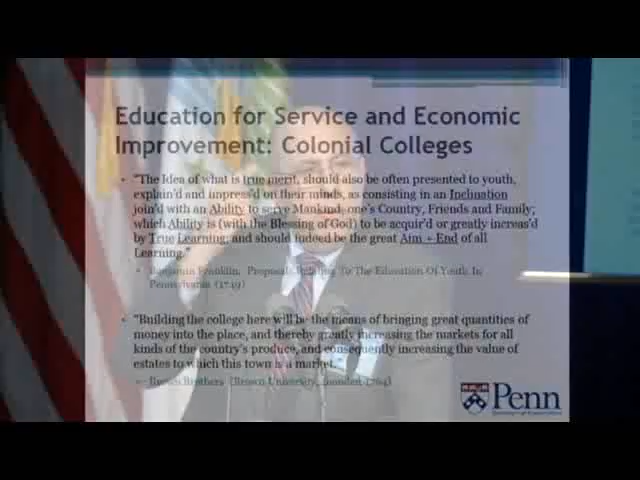 Education for Service and Economic
Improvement: Colonial Colleges
• "The Idea of what is true merit, should also be often presented to youth,
explain'd and impress'd on their minds, as consisting in an Inclination
join'd with an Ability to serve Mankind, one's Country, Friends and Family;
which Ability is (with the Blessing of God) to be acquir'd or greatly increas'd
by True Learning; and should indeed be the great Aim + End of all
Learning."
• Benjamin Franklin, Proposals Relating To The Education Of Youth In
Pensilvania (1749)
• "Building the college here will be the means of bringing great quantities of
money into the place, and thereby greatly increasing the markets for all
kinds of the country's produce, and consequently increasing the value of
estates to which this town is a market."
Brown Brothers (Brown University, founded 1764)
Penn